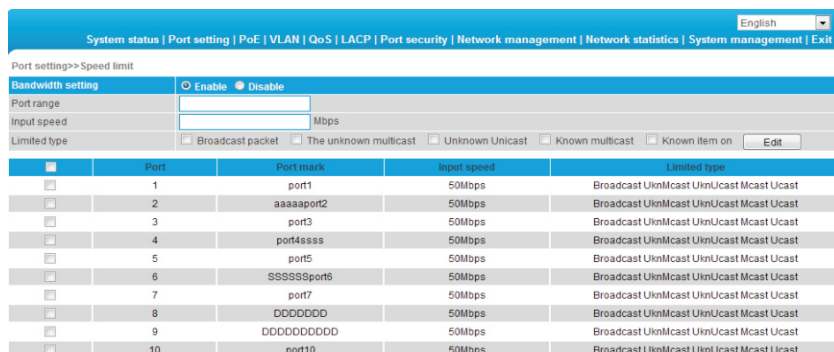 English
System status | Port setting | PoE | VLAN | QoS | LACP | Port security | Network management | Network statistics | System management | Exit
Port setting>>Speed limit
Bandwidth setting Enable Disable
Port range
Input speed Mbps
Limited type Broadcast packet The unknown multicast Unknown Unicast Known multicast Known item on Edit
Port Port mark Input speed Limited type
1 port1 50Mbps Broadcast UknMcast UknUcast Mcast Ucast
2 aaaaaport2 50Mbps Broadcast UknMcast UknUcast Mcast Ucast
3 port3 50Mbps Broadcast UknMcast UknUcast Mcast Ucast
4 port4ssss 50Mbps Broadcast UknMcast UknUcast Mcast Ucast
5 port5 50Mbps Broadcast UknMcast UknUcast Mcast Ucast
6 SSSSSSport6 50Mbps Broadcast UknMcast UknUcast Mcast Ucast
7 port7 50Mbps Broadcast UknMcast UknUcast Mcast Ucast
8 DDDDDDD 50Mbps Broadcast UknMcast UknUcast Mcast Ucast
9 DDDDDDDDDD 50Mbps Broadcast UknMcast UknUcast Mcast Ucast
10 port10 50Mbps Broadcast UknMcast UknUcast Mcast Ucast